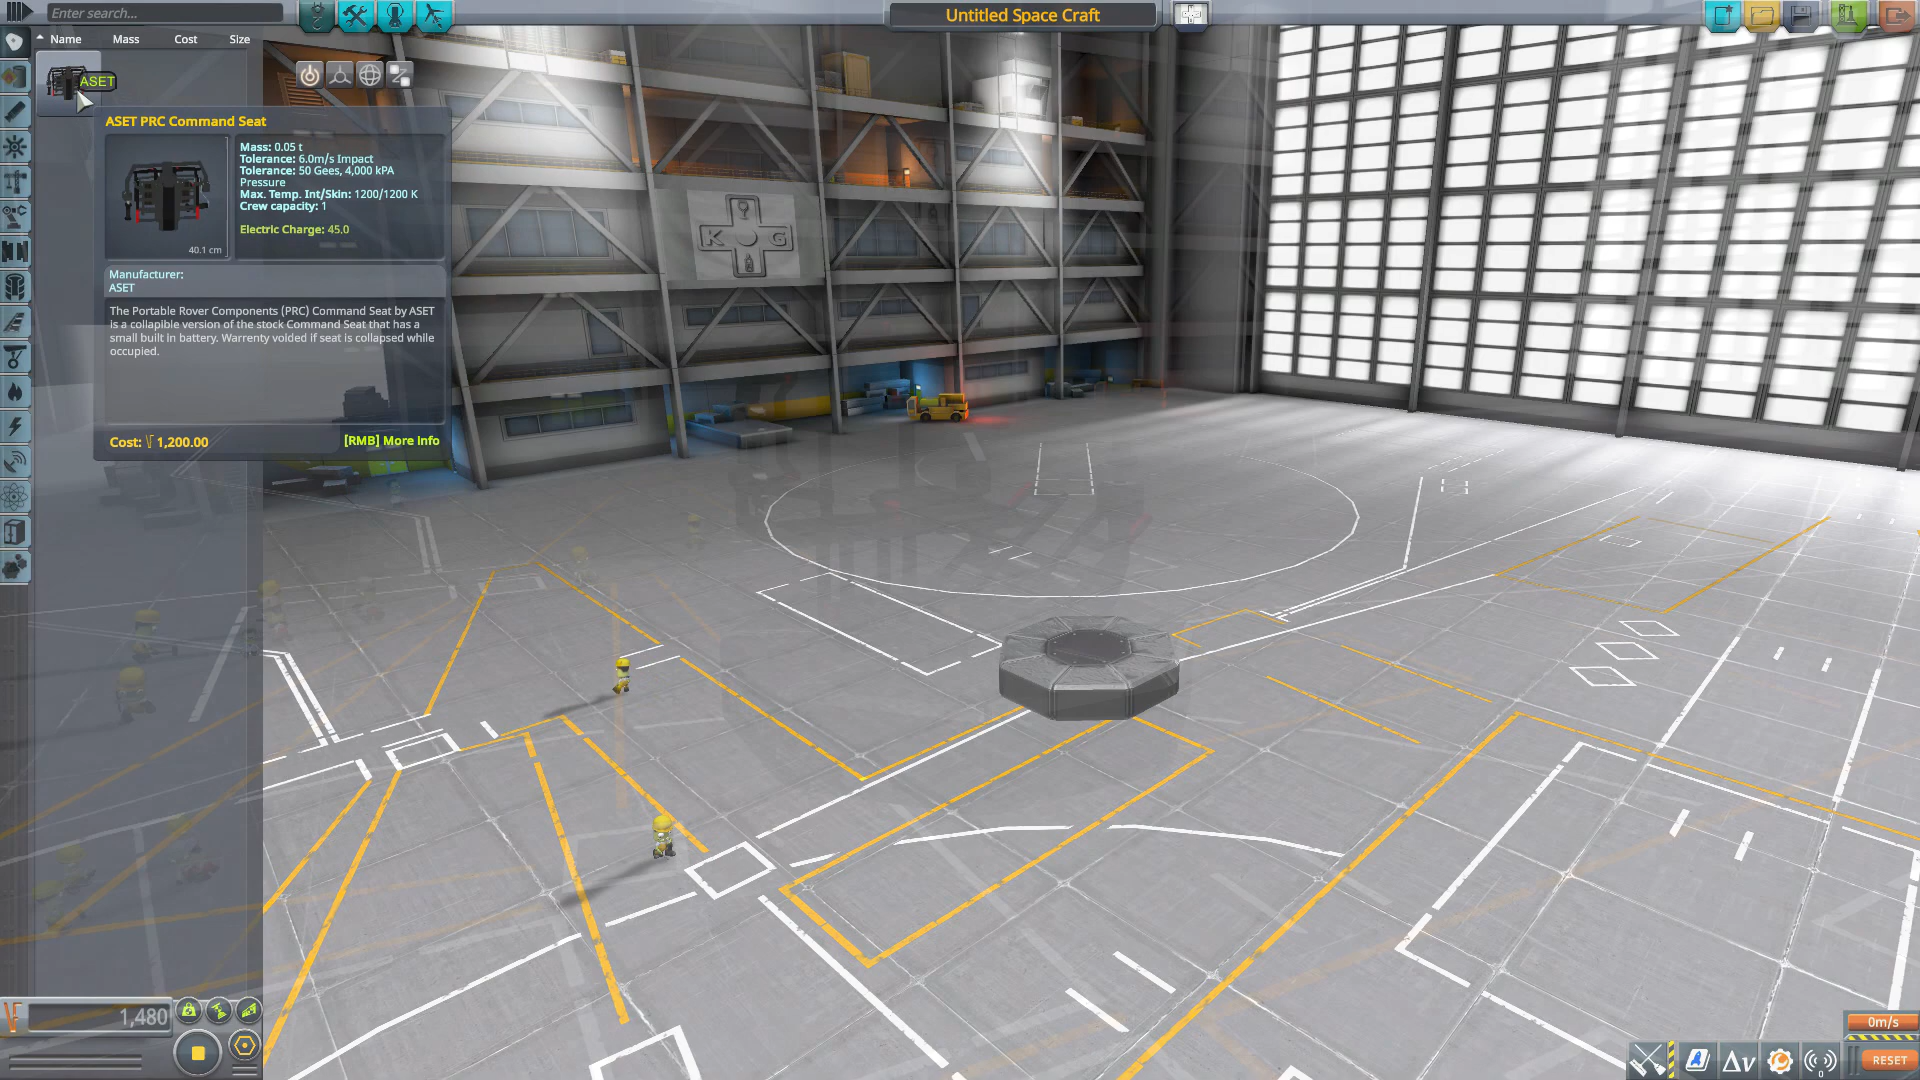 Enter search...
Untitled Space Craft
Name Mass Cost Size
ASET
ASET PRC Command Seat
Mass: 0.05 t
Tolerance: 6.0m/s Impact
Tolerance: 50 Gees, 4,000 kPA
Pressure
Max. Temp. Int/Skin: 1200/1200 K
Crew capacity: 1
Electric Charge: 45.0
40.1 cm
Manufacturer:
ASET
The Portable Rover Components (PRC) Command Seat by ASET
is a collapible version of the stock Command Seat that has a
small built in battery. Warrenty voided if seat is collapsed while
occupied.
Cost: 1,200.00
[RMB] More Info
K G
1,480
0m/s
Δv
0
RESET